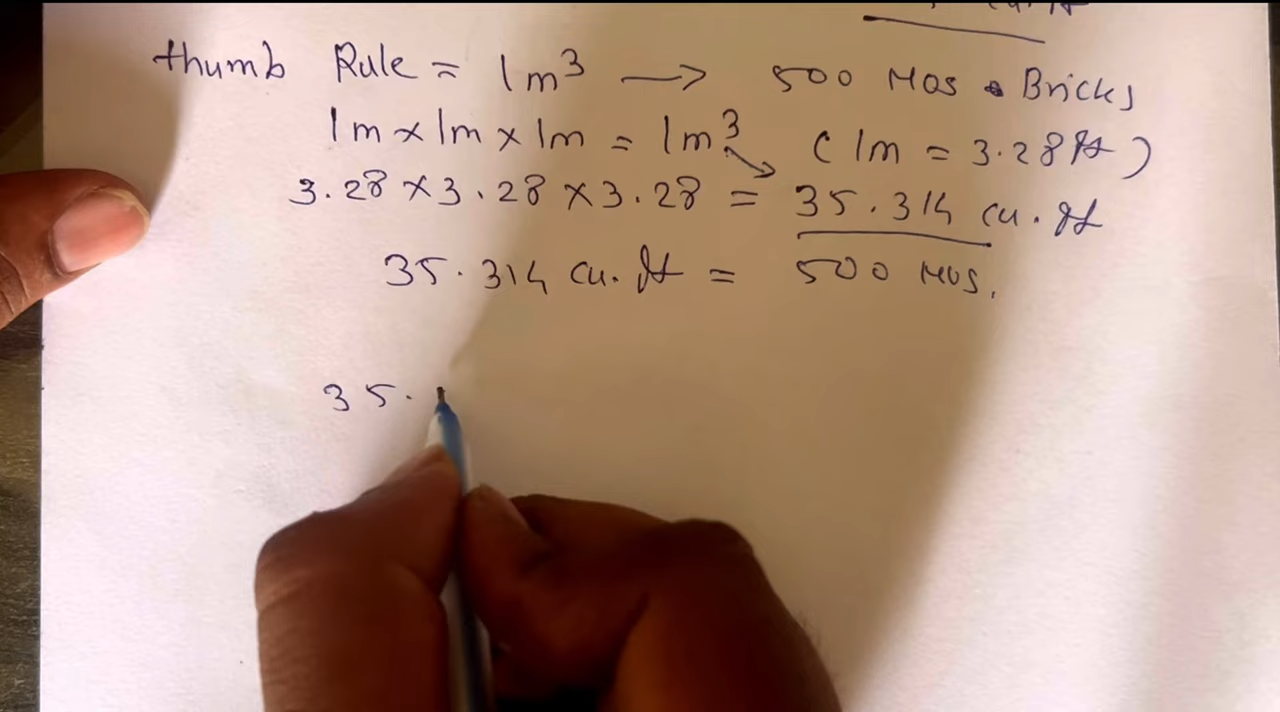 thumb Rule = 1m³ → 500 Nos Bricks
1m x 1m x 1m = 1m³ (1m = 3.28ft)
3.28 x 3.28 x 3.28 = 35.314 cu.ft
35.314 cu.ft = 500 Nos.
35.